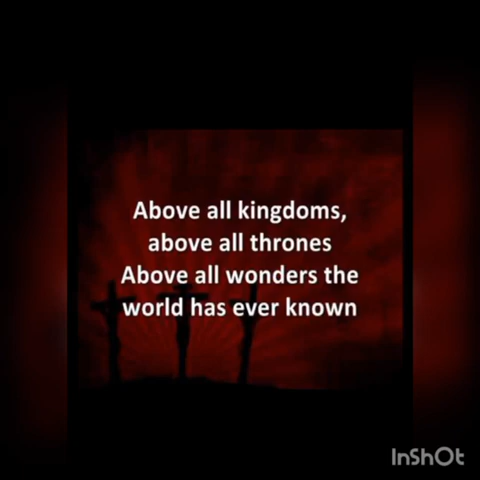 Above all kingdoms,
above all thrones
Above all wonders the
world has ever known
InShOt